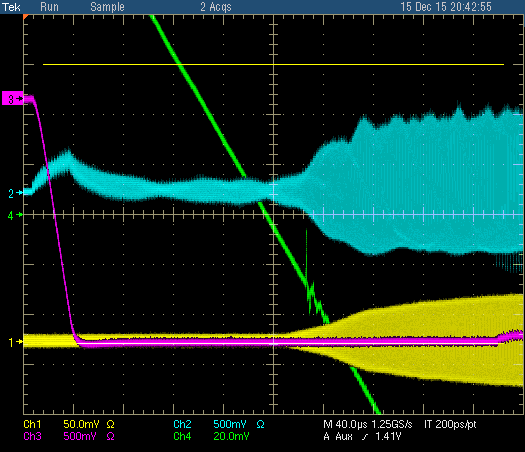 Tek Run Sample 2 Acqs 15 Dec 15 20:42:55
3
2
4
1
Ch1 50.0mV Ω Ch2 500mV Ω M 40.0µs 1.25GS/s IT 200ps/pt
Ch3 500mV Ω Ch4 20.0mV A Aux ∕ 1.41V